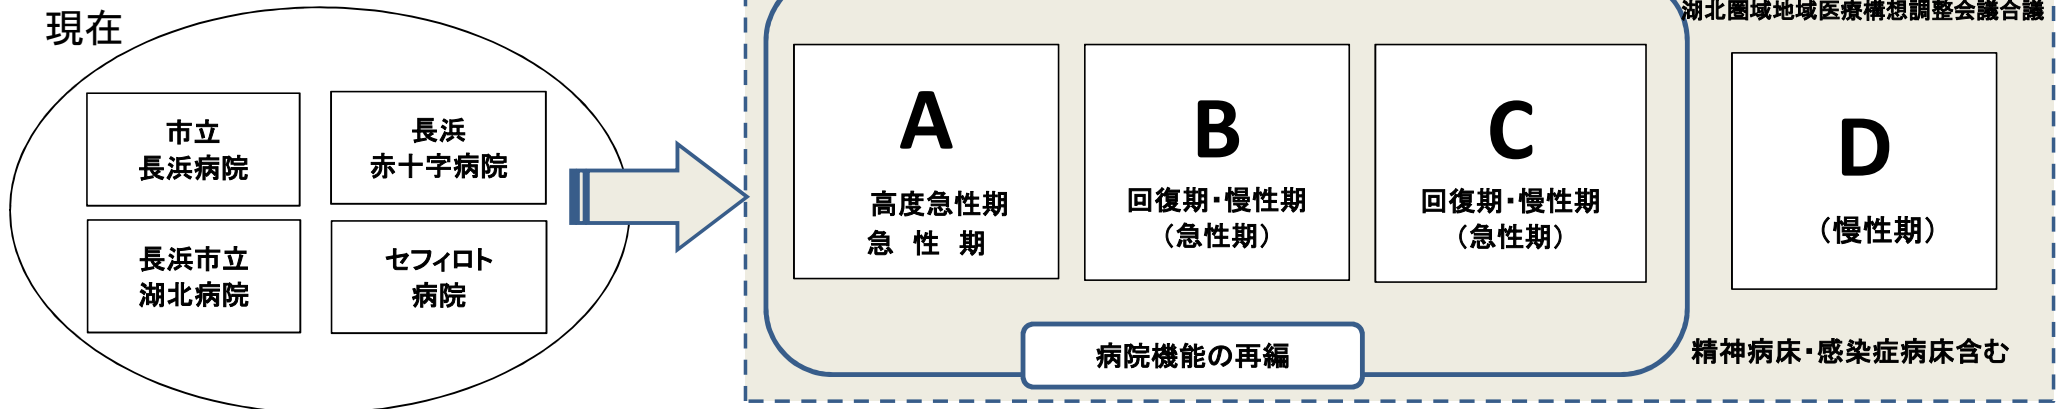 現在
市立
長浜病院
長浜
赤十字病院
長浜市立
湖北病院
セフィロト
病院
湖北圏域地域医療構想調整会議合議
A
高度急性期
急 性 期
B
回復期・慢性期
（急性期）
C
回復期・慢性期
（急性期）
D
（慢性期）
病院機能の再編
精神病床・感染症病床含む